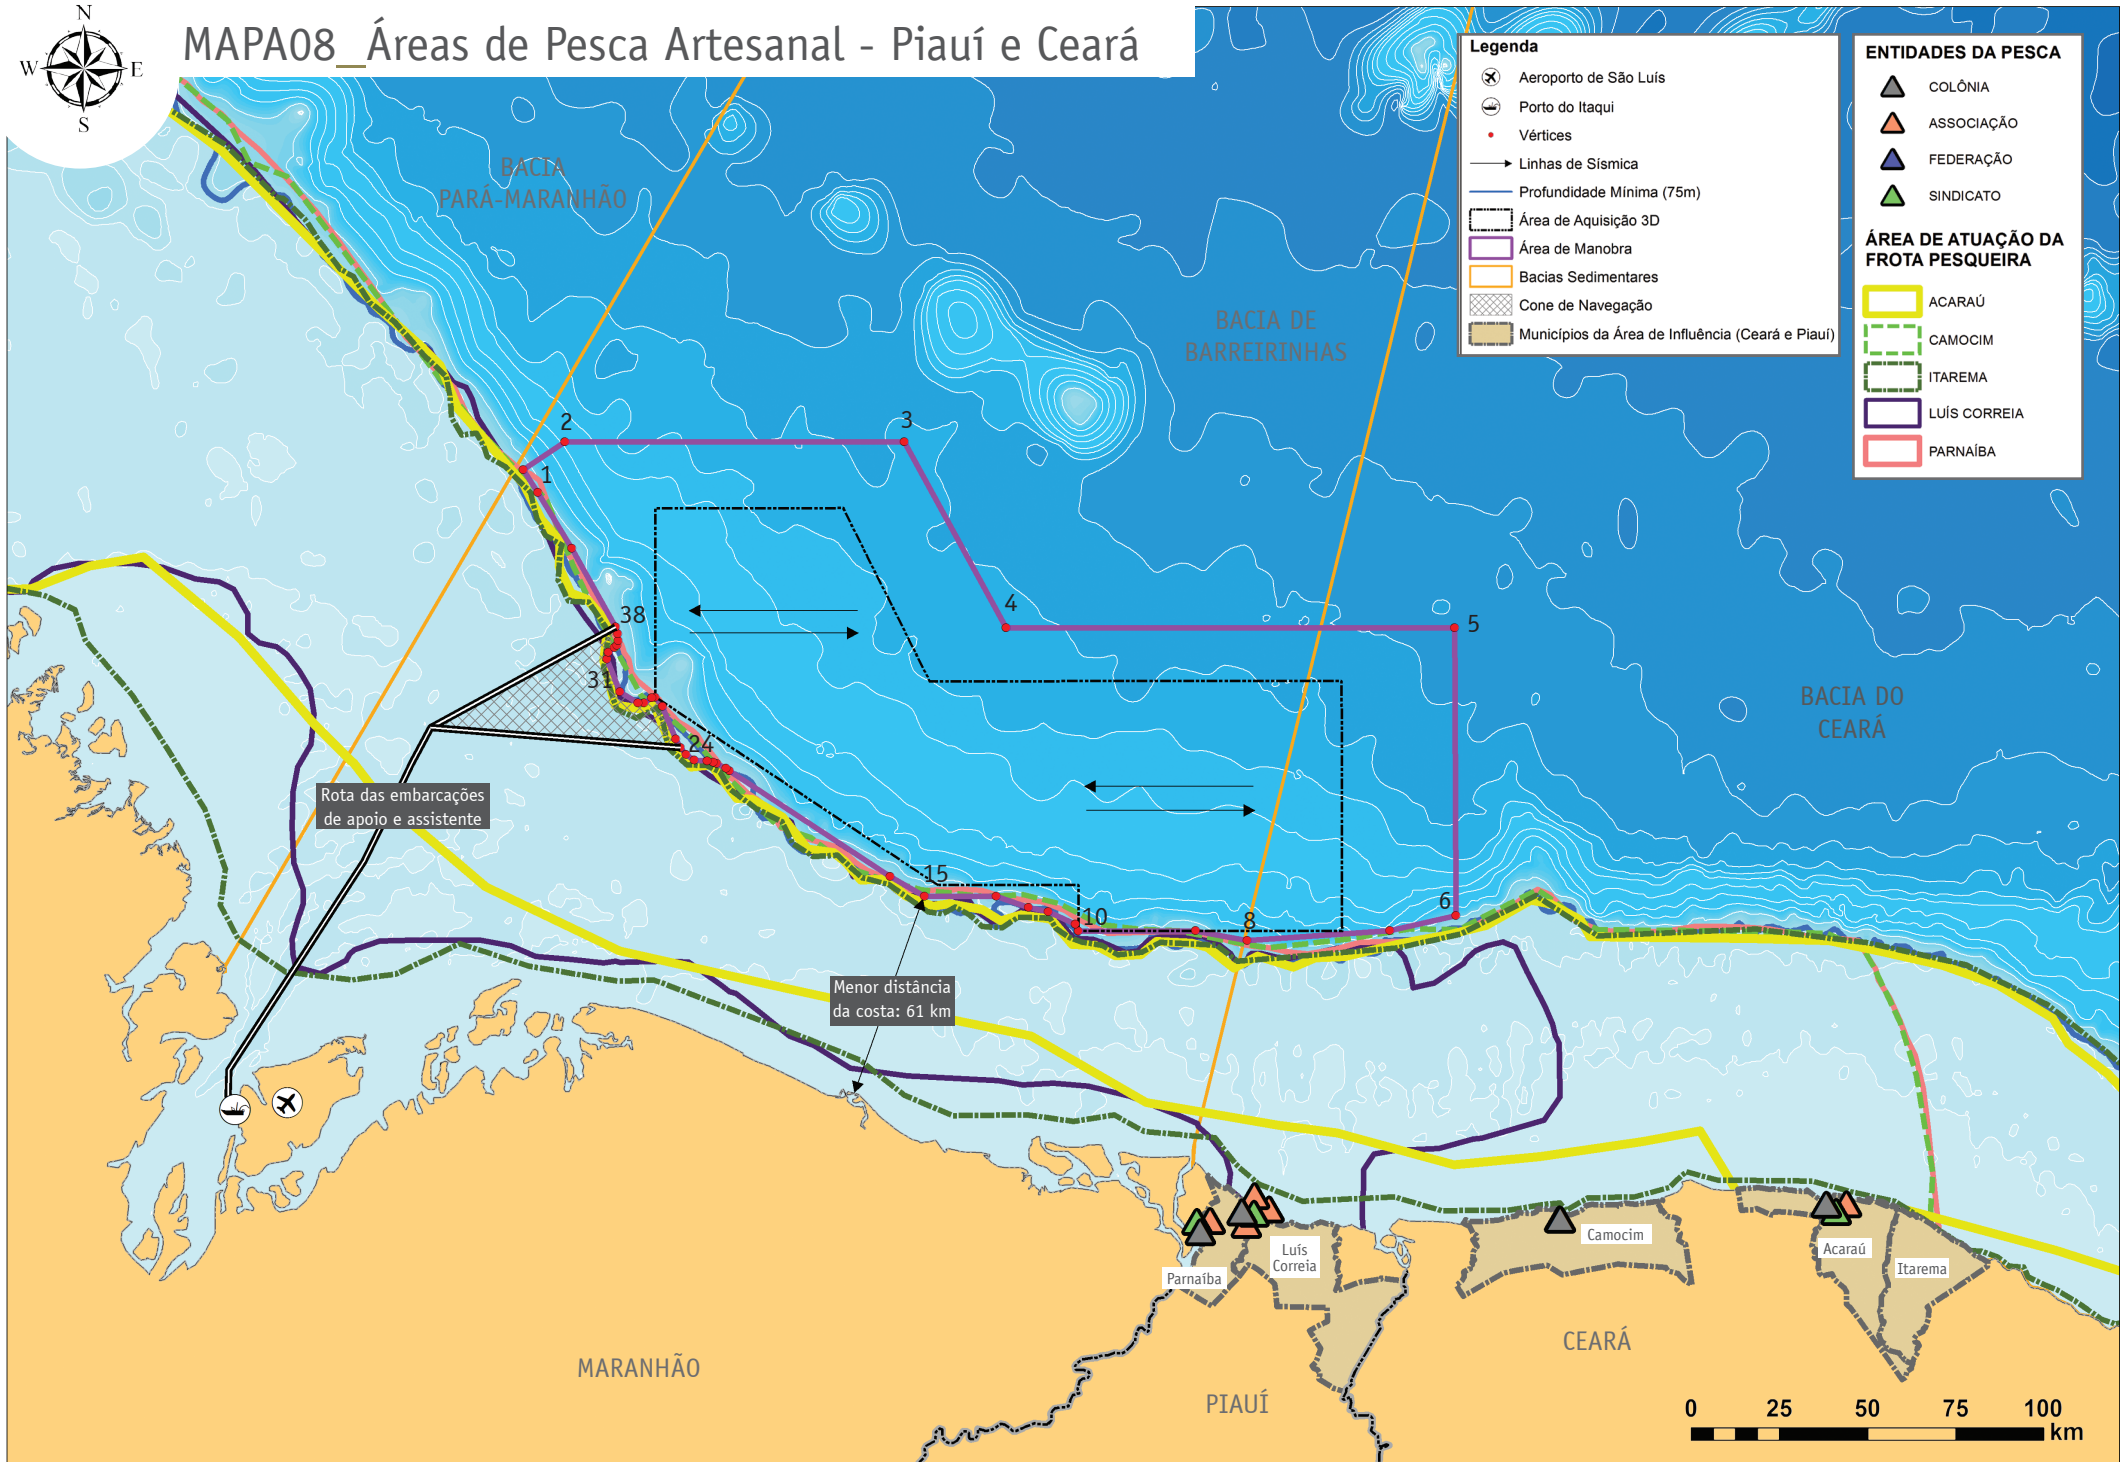 N
W
E
S
MAPA08_Áreas de Pesca Artesanal - Piauí e Ceará
Legenda
Aeroporto de São Luís
Porto do Itaqui
Vértices
Linhas de Sísmica
Profundidade Mínima (75m)
Área de Aquisição 3D
Área de Manobra
Bacias Sedimentares
Cone de Navegação
Municípios da Área de Influência (Ceará e Piauí)
ENTIDADES DA PESCA
COLÔNIA
ASSOCIAÇÃO
FEDERAÇÃO
SINDICATO
ÁREA DE ATUAÇÃO DA
FROTA PESQUEIRA
ACARAÚ
CAMOCIM
ITAREMA
LUÍS CORREIA
PARNAÍBA
BACIA
PARÁ-MARANHÃO
BACIA DE
BARREIRINHAS
BACIA DO
CEARÁ
2
3
1
4
5
38
31
24
15
10
8
6
Rota das embarcações
de apoio e assistente
Menor distância
da costa: 61 km
Parnaíba
Luís
Correia
Camocim
Acaraú
Itarema
MARANHÃO
PIAUÍ
CEARÁ
0 25 50 75 100
km